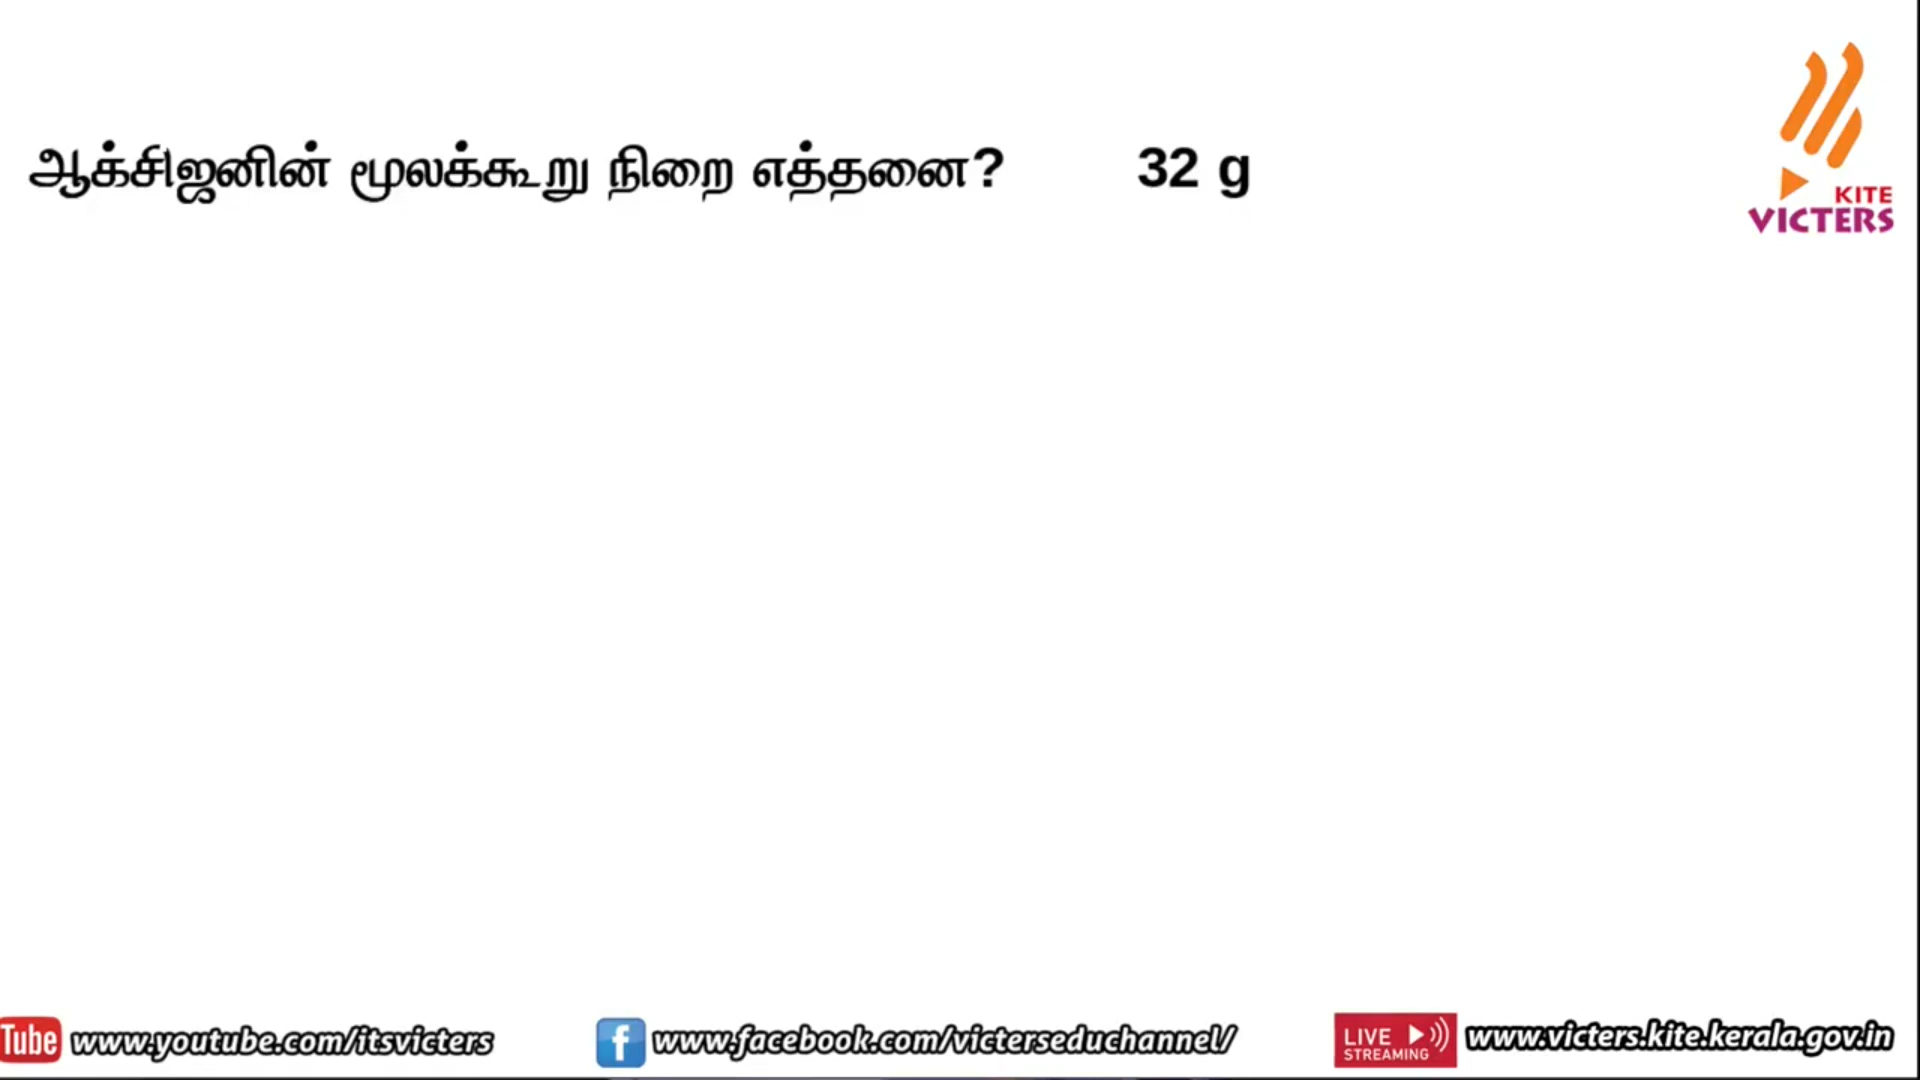 ஆக்சிஜனின் மூலக்கூறு நிறை எத்தனை? 32 g
KITE
VICTERS
Tube www.youtube.com/itsvicters
f www.facebook.com/victerseduchannel/
LIVE STREAMING www.victers.kite.kerala.gov.in